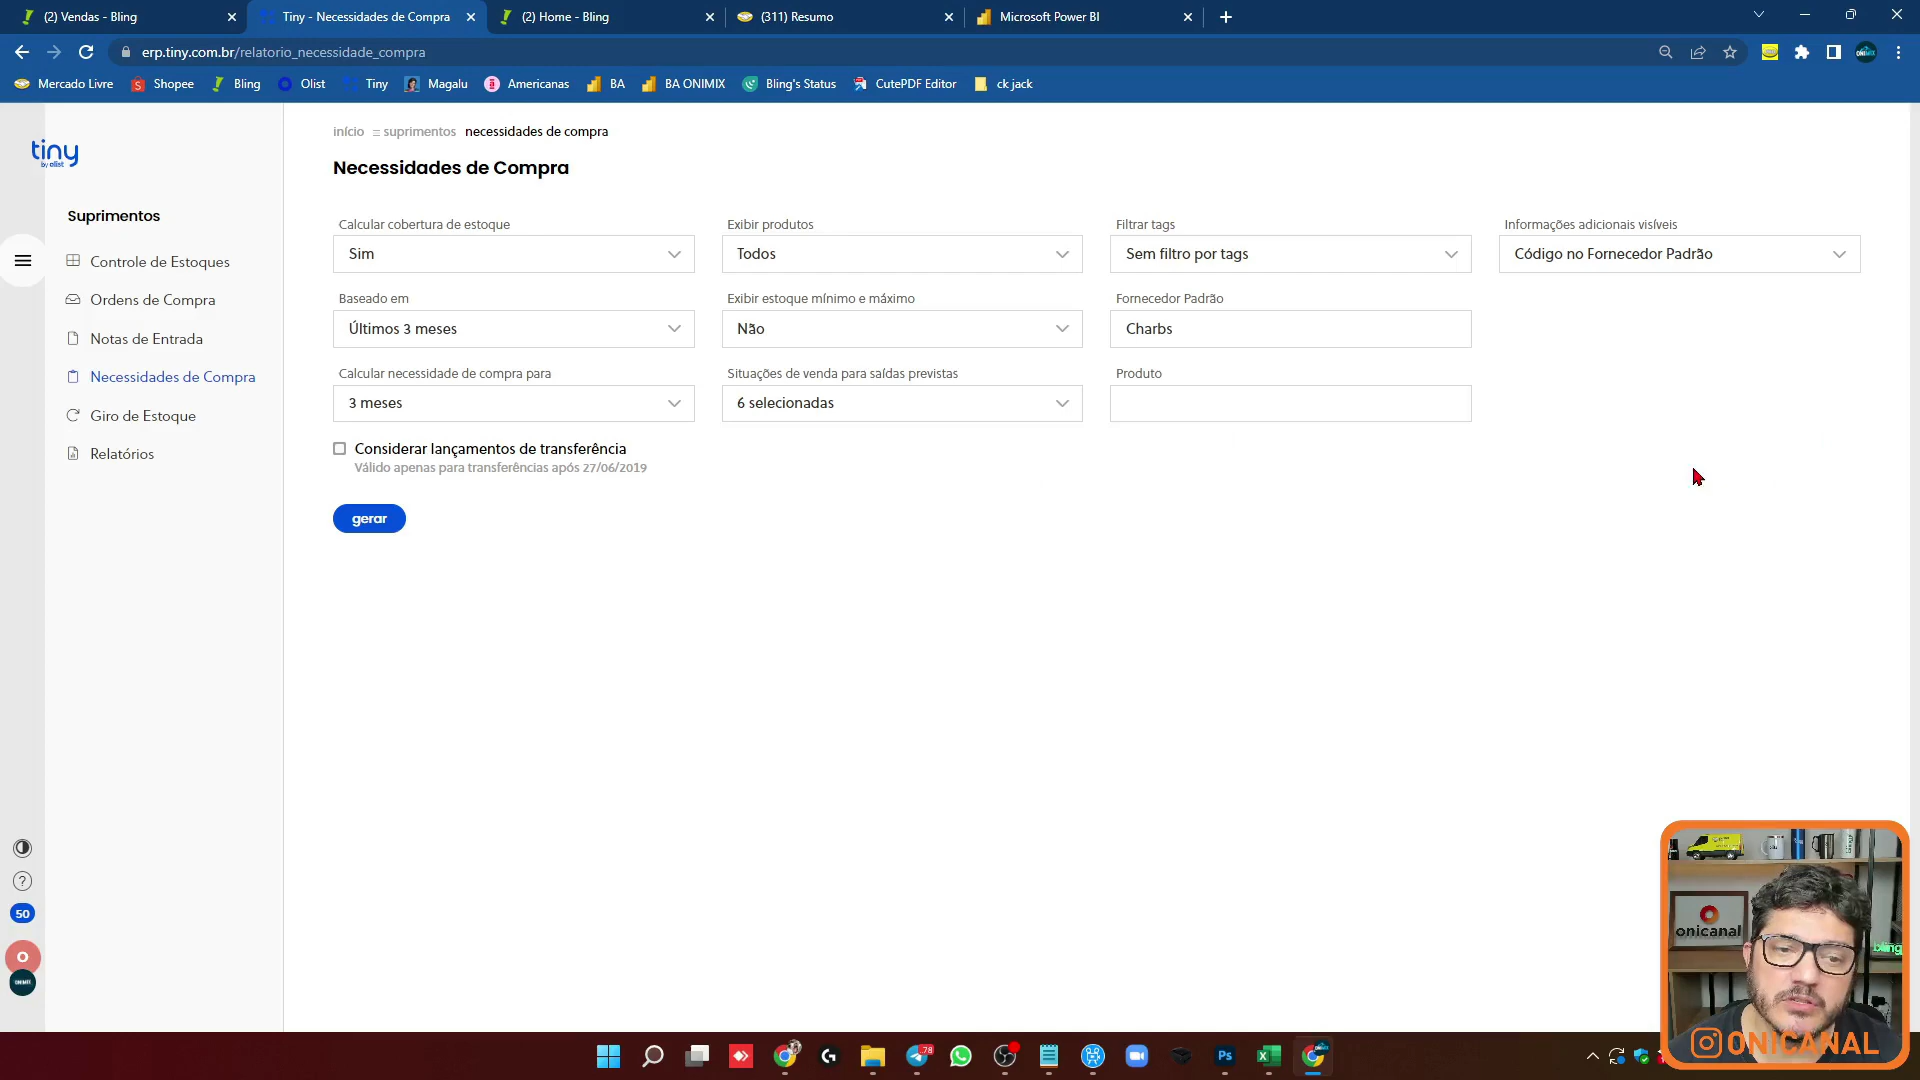 (2) Vendas - Bling
Tiny - Necessidades de Compra
(2) Home - Bling
(311) Resumo
Microsoft Power BI
erp.tiny.com.br/relatorio_necessidade_compra
Mercado Livre
Shopee
Bling
Olist
Tiny
Magalu
Americanas
BA
BA ONIMIX
Bling's Status
CutePDF Editor
ck jack
tiny
by olist
Suprimentos
Controle de Estoques
Ordens de Compra
Notas de Entrada
Necessidades de Compra
Giro de Estoque
Relatórios
50
O
ONIMIX
início
suprimentos
necessidades de compra
Necessidades de Compra
Calcular cobertura de estoque
Exibir produtos
Filtrar tags
Informações adicionais visíveis
Sim
Todos
Sem filtro por tags
Código no Fornecedor Padrão
Baseado em
Exibir estoque mínimo e máximo
Fornecedor Padrão
Últimos 3 meses
Não
Charbs
Calcular necessidade de compra para
Situações de venda para saídas previstas
Produto
3 meses
6 selecionadas
Considerar lançamentos de transferência
Válido apenas para transferências após 27/06/2019
gerar
onicanal
bling
ONICANAL
78
Ps